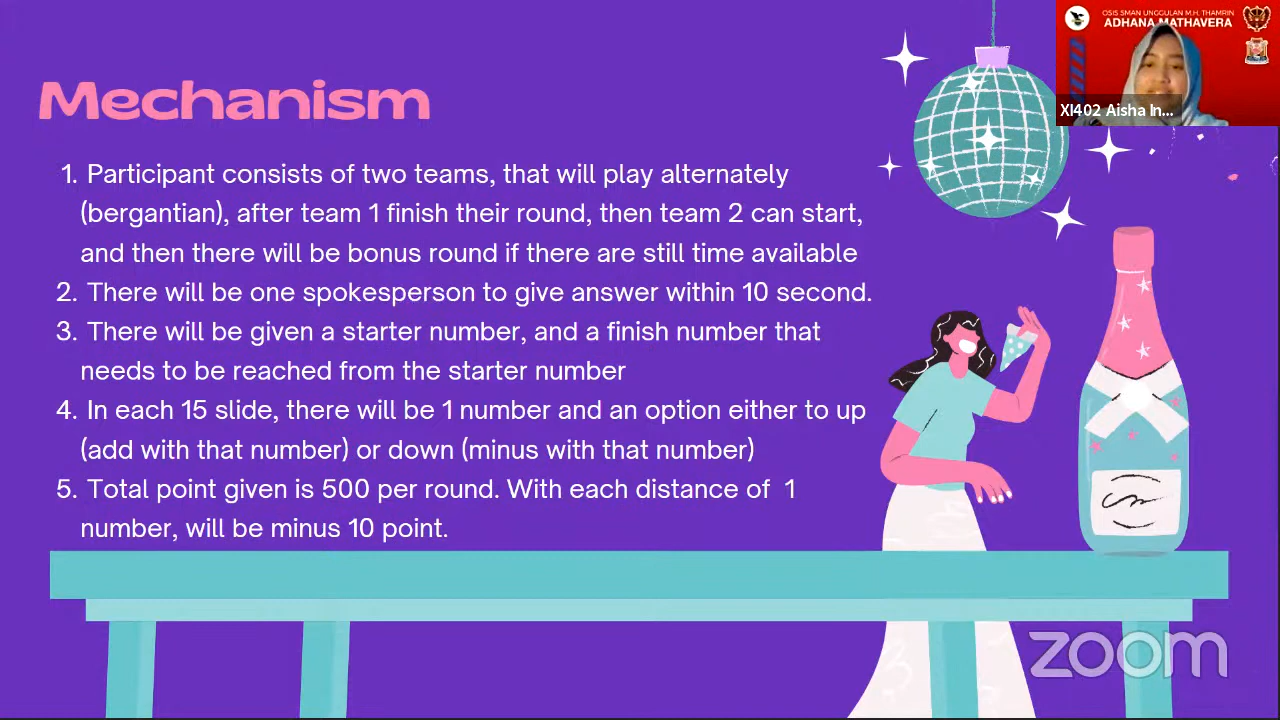 OSIS SMAN UNGGULAN M.H. THAMRIN
ADHANA MATHAVERA
XI402 Aisha In...
Mechanism
1. Participant consists of two teams, that will play alternately
(bergantian), after team 1 finish their round, then team 2 can start,
and then there will be bonus round if there are still time available
2. There will be one spokesperson to give answer within 10 second.
3. There will be given a starter number, and a finish number that
needs to be reached from the starter number
4. In each 15 slide, there will be 1 number and an option either to up
(add with that number) or down (minus with that number)
5. Total point given is 500 per round. With each distance of 1
number, will be minus 10 point.
zoom